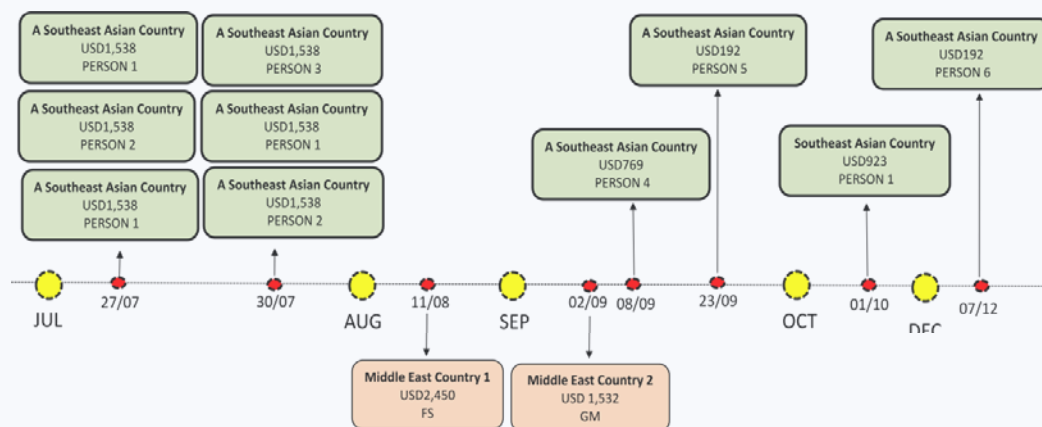 A Southeast Asian Country
USD1,538
PERSON 1
A Southeast Asian Country
USD1,538
PERSON 3
A Southeast Asian Country
USD1,538
PERSON 2
A Southeast Asian Country
USD1,538
PERSON 1
A Southeast Asian Country
USD1,538
PERSON 1
A Southeast Asian Country
USD1,538
PERSON 2
A Southeast Asian Country
USD769
PERSON 4
A Southeast Asian Country
USD192
PERSON 5
Southeast Asian Country
USD923
PERSON 1
A Southeast Asian Country
USD192
PERSON 6
JUL
27/07
30/07
AUG
11/08
SEP
02/09
08/09
23/09
OCT
01/10
DEC
07/12
Middle East Country 1
USD2,450
FS
Middle East Country 2
USD 1,532
GM